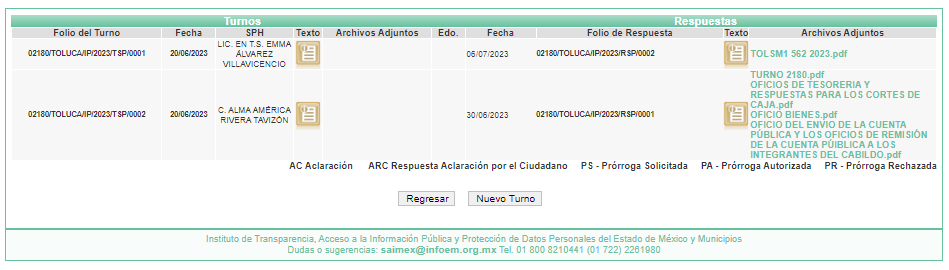 Turnos Respuestas
Folio del Turno Fecha SPH Texto Archivos Adjuntos Edo. Fecha Folio de Respuesta Texto Archivos Adjuntos
02180/TOLUCA/IP/2023/TSP/0001 20/06/2023 LIC. EN T.S. EMMA ÁLVAREZ VILLAVICENCIO 06/07/2023 02180/TOLUCA/IP/2023/RSP/0002 TOLSM1 562 2023.pdf
02180/TOLUCA/IP/2023/TSP/0002 20/06/2023 C. ALMA AMÉRICA RIVERA TAVIZÓN 30/06/2023 02180/TOLUCA/IP/2023/RSP/0001
TURNO 2180.pdf
OFICIOS DE TESORERIA Y
RESPUESTAS PARA LOS CORTES DE
CAJA.pdf
OFICIO BIENES.pdf
OFICIO DEL ENVIO DE LA CUENTA
PÚBLICA Y LOS OFICIOS DE REMISIÓN
DE LA CUENTA PÚIBLICA A LOS
INTEGRANTES DEL CABILDO.pdf
AC Aclaración ARC Respuesta Aclaración por el Ciudadano PS - Prórroga Solicitada PA - Prórroga Autorizada PR - Prórroga Rechazada
Regresar Nuevo Turno
Instituto de Transparencia, Acceso a la Información Pública y Protección de Datos Personales del Estado de México y Municipios
Dudas o sugerencias: saimex@infoem.org.mx Tel. 01 800 8210441 (01 722) 2261980